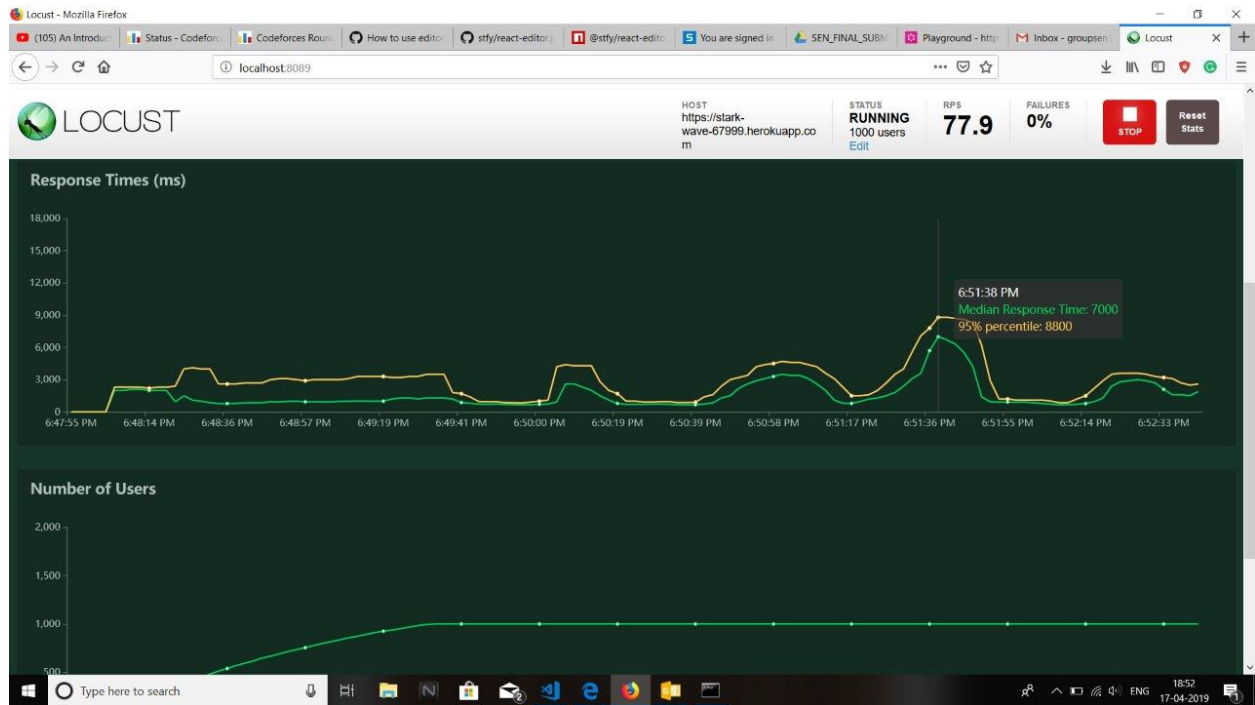 Locust - Mozilla Firefox
(105) An Introduc
Status - Codeforc
Codeforces Roun
How to use editor
stfy/react-editor.j
@stfy/react-edito
You are signed in
SEN_FINAL_SUBM
Playground - http
Inbox - groupsen
Locust
localhost:8089
LOCUST
HOST
https://stark-
wave-67999.herokuapp.co
m
STATUS
RUNNING
1000 users
Edit
RPS
77.9
FAILURES
0%
STOP
Reset
Stats
Response Times (ms)
18,000
15,000
12,000
9,000
6,000
3,000
0
6:51:38 PM
Median Response Time: 7000
95% percentile: 8800
6:47:55 PM 6:48:14 PM 6:48:36 PM 6:48:57 PM 6:49:19 PM 6:49:41 PM 6:50:00 PM 6:50:19 PM 6:50:39 PM 6:50:58 PM 6:51:17 PM 6:51:36 PM 6:51:55 PM 6:52:14 PM 6:52:33 PM
Number of Users
2,000
1,500
1,000
500
Type here to search
ENG
18:52
17-04-2019